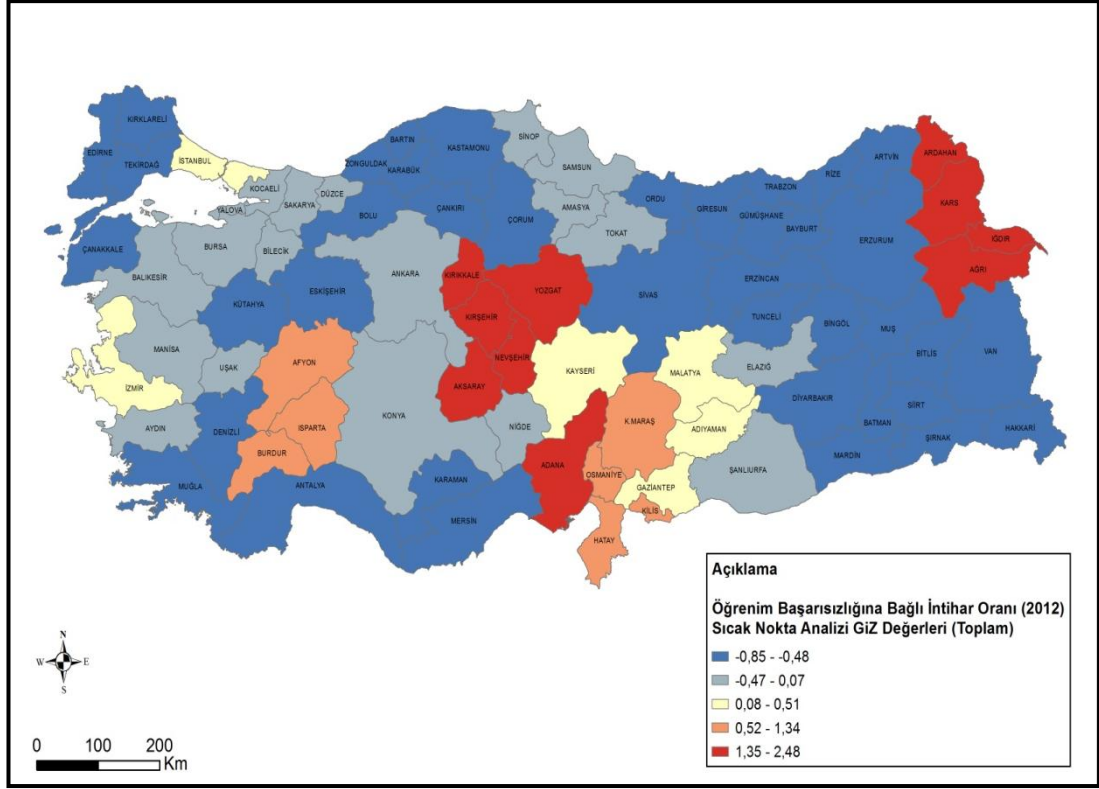 KIRKLARELİ
EDİRNE
TEKİRDAĞ
İSTANBUL
KOCAELİ
YALOVA
SAKARYA
DÜZCE
ZONGULDAK
BARTIN
KARABÜK
KASTAMONU
SİNOP
SAMSUN
BOLU
ÇANKIRI
ÇORUM
AMASYA
TOKAT
ORDU
GİRESUN
TRABZON
GÜMÜŞHANE
BAYBURT
RİZE
ARTVİN
ARDAHAN
KARS
IĞDIR
AĞRI
ERZURUM
ERZİNCAN
ÇANAKKALE
BURSA
BİLECİK
BALIKESİR
KÜTAHYA
ESKİŞEHİR
ANKARA
KIRIKKALE
YOZGAT
KIRŞEHİR
SİVAS
TUNCELİ
BİNGÖL
MUŞ
BİTLİS
VAN
MANİSA
UŞAK
AFYON
İZMİR
NEVŞEHİR
AKSARAY
KAYSERİ
MALATYA
ELAZIĞ
DİYARBAKIR
SİİRT
BATMAN
ŞIRNAK
HAKKARİ
MARDİN
AYDIN
DENİZLİ
ISPARTA
BURDUR
KONYA
NİĞDE
K.MARAŞ
ADIYAMAN
ŞANLIURFA
MUĞLA
ANTALYA
KARAMAN
MERSİN
ADANA
OSMANİYE
GAZİANTEP
KİLİS
HATAY
N
W
E
S
0 100 200
Km
Açıklama
Öğrenim Başarısızlığına Bağlı İntihar Oranı (2012)
Sıcak Nokta Analizi GiZ Değerleri (Toplam)
-0,85 - -0,48
-0,47 - 0,07
0,08 - 0,51
0,52 - 1,34
1,35 - 2,48